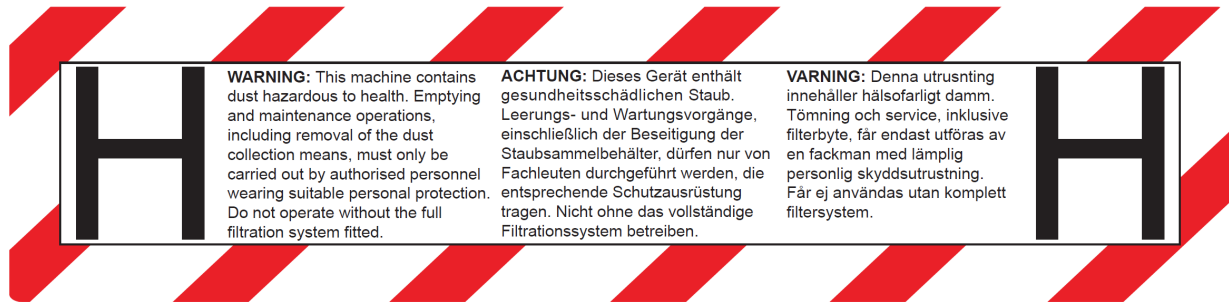 H
WARNING: This machine contains
dust hazardous to health. Emptying
and maintenance operations,
including removal of the dust
collection means, must only be
carried out by authorised personnel
wearing suitable personal protection.
Do not operate without the full
filtration system fitted.
ACHTUNG: Dieses Gerät enthält
gesundheitsschädlichen Staub.
Leerungs- und Wartungsvorgänge,
einschließlich der Beseitigung der
Staubsammelbehälter, dürfen nur von
Fachleuten durchgeführt werden, die
entsprechende Schutzausrüstung
tragen. Nicht ohne das vollständige
Filtrationssystem betreiben.
VARNING: Denna utrusnting
innehåller hälsofarligt damm.
Tömning och service, inklusive
filterbyte, får endast utföras av
en fackman med lämplig
personlig skyddsutrustning.
Får ej användas utan komplett
filtersystem.
H